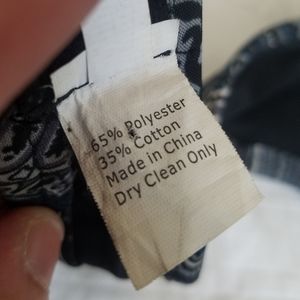 65% Polyester
35% Cotton
Made in China
Dry Clean Only